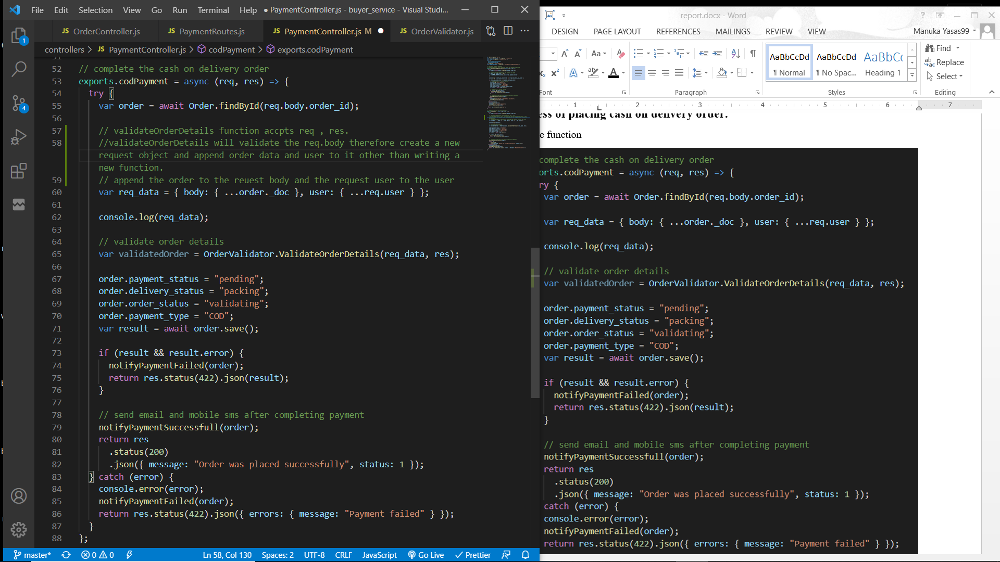 File Edit Selection View Go Run Terminal Help ● PaymentController.js - buyer_service - Visual Studi...
JS OrderController.js JS PaymentRoutes.js JS PaymentController.js M JS OrderValidator.js
controllers > JS PaymentController.js > codPayment > exports.codPayment
1
4
51
52 // complete the cash on delivery order
53 exports.codPayment = async (req, res) => {
54 try {
55 var order = await Order.findById(req.body.order_id);
56
57 // validateOrderDetails function accpts req , res.
58 //validateOrderDetails will validate the req.body therefore create a new
request object and append order data and user to it other than writing a
new function.
59 // append the order to the reuest body and the request user to the user
60 var req_data = { body: { ...order._doc }, user: { ...req.user } };
61
62 console.log(req_data);
63
64 // validate order details
65 var validatedOrder = OrderValidator.ValidateOrderDetails(req_data, res);
66
67 order.payment_status = "pending";
68 order.delivery_status = "packing";
69 order.order_status = "validating";
70 order.payment_type = "COD";
71 var result = await order.save();
72
73 if (result && result.error) {
74 notifyPaymentFailed(order);
75 return res.status(422).json(result);
76 }
77
78 // send email and mobile sms after completing payment
79 notifyPaymentSuccessfull(order);
80 return res
81 .status(200)
82 .json({ message: "Order was placed successfully", status: 1 });
83 } catch (error) {
84 console.error(error);
85 notifyPaymentFailed(order);
86 return res.status(422).json({ errors: { message: "Payment failed" } });
87 }
88 };
master* 0 0 Ln 58, Col 130 Spaces: 2 UTF-8 CRLF JavaScript Go Live Prettier
report.docx - Word
DESIGN PAGE LAYOUT REFERENCES MAILINGS REVIEW VIEW Manuka Yasas99
Aa Find
AaBbCcDd AaBbCcDd AaBbCc
Replace
¶ Normal ¶ No Spac... Heading 1 Select
Font Paragraph Styles Editing
1 2 3 4 5 6 7
ess of placing cash on delivery order.
e function
complete the cash on delivery order
orts.codPayment = async (req, res) => {
ry {
var order = await Order.findById(req.body.order_id);
var req_data = { body: { ...order._doc }, user: { ...req.user } };
console.log(req_data);
// validate order details
var validatedOrder = OrderValidator.ValidateOrderDetails(req_data, res);
order.payment_status = "pending";
order.delivery_status = "packing";
order.order_status = "validating";
order.payment_type = "COD";
var result = await order.save();
if (result && result.error) {
notifyPaymentFailed(order);
return res.status(422).json(result);
}
// send email and mobile sms after completing payment
notifyPaymentSuccessfull(order);
return res
.status(200)
.json({ message: "Order was placed successfully", status: 1 });
catch (error) {
console.error(error);
notifyPaymentFailed(order);
return res.status(422).json({ errors: { message: "Payment failed" } });